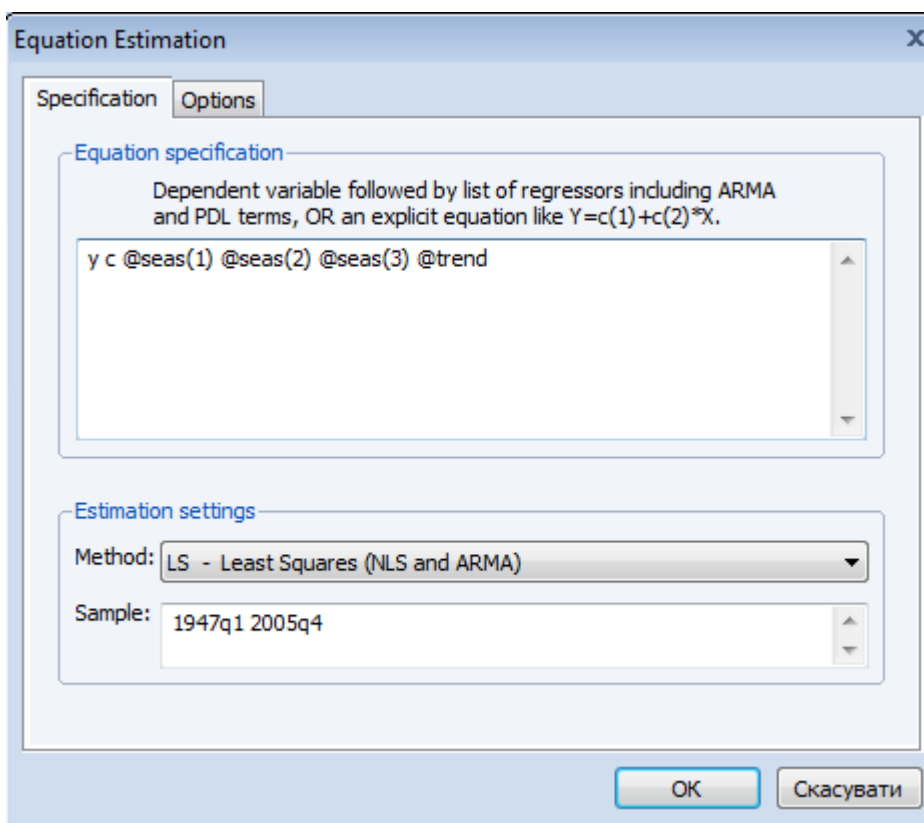 Equation Estimation
Specification
Options
Equation specification
Dependent variable followed by list of regressors including ARMA
and PDL terms, OR an explicit equation like Y=c(1)+c(2)*X.
y c @seas(1) @seas(2) @seas(3) @trend
Estimation settings
Method: LS - Least Squares (NLS and ARMA)
Sample: 1947q1 2005q4
OK Скасувати